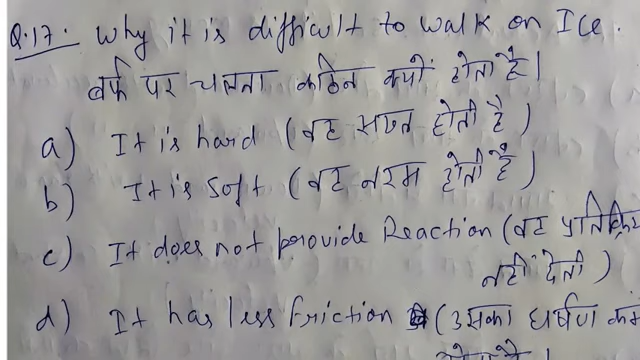 Q.17. Why it is difficult to walk on Ice.
बर्फ पर चलना कठिन क्यों होता है।
a) It is hard (वह सख्त होती है)
b) It is soft (वह नरम होती है)
c) It does not provide Reaction (वह
नहीं देती)
d) It has less friction (उसका घर्षण कम